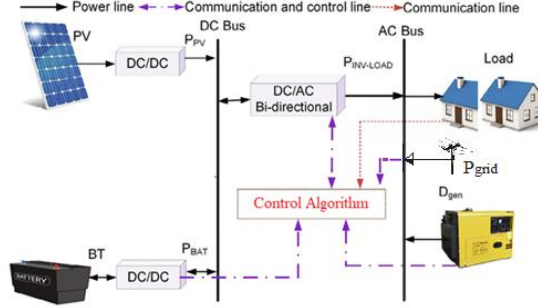 Power line
Communication and control line
Communication line
DC Bus
AC Bus
PV
P_PV
DC/DC
P_INV-LOAD
Load
DC/AC
Bi-directional
P_grid
Control Algorithm
D_gen
BT
P_BAT
DC/DC
BATTERY